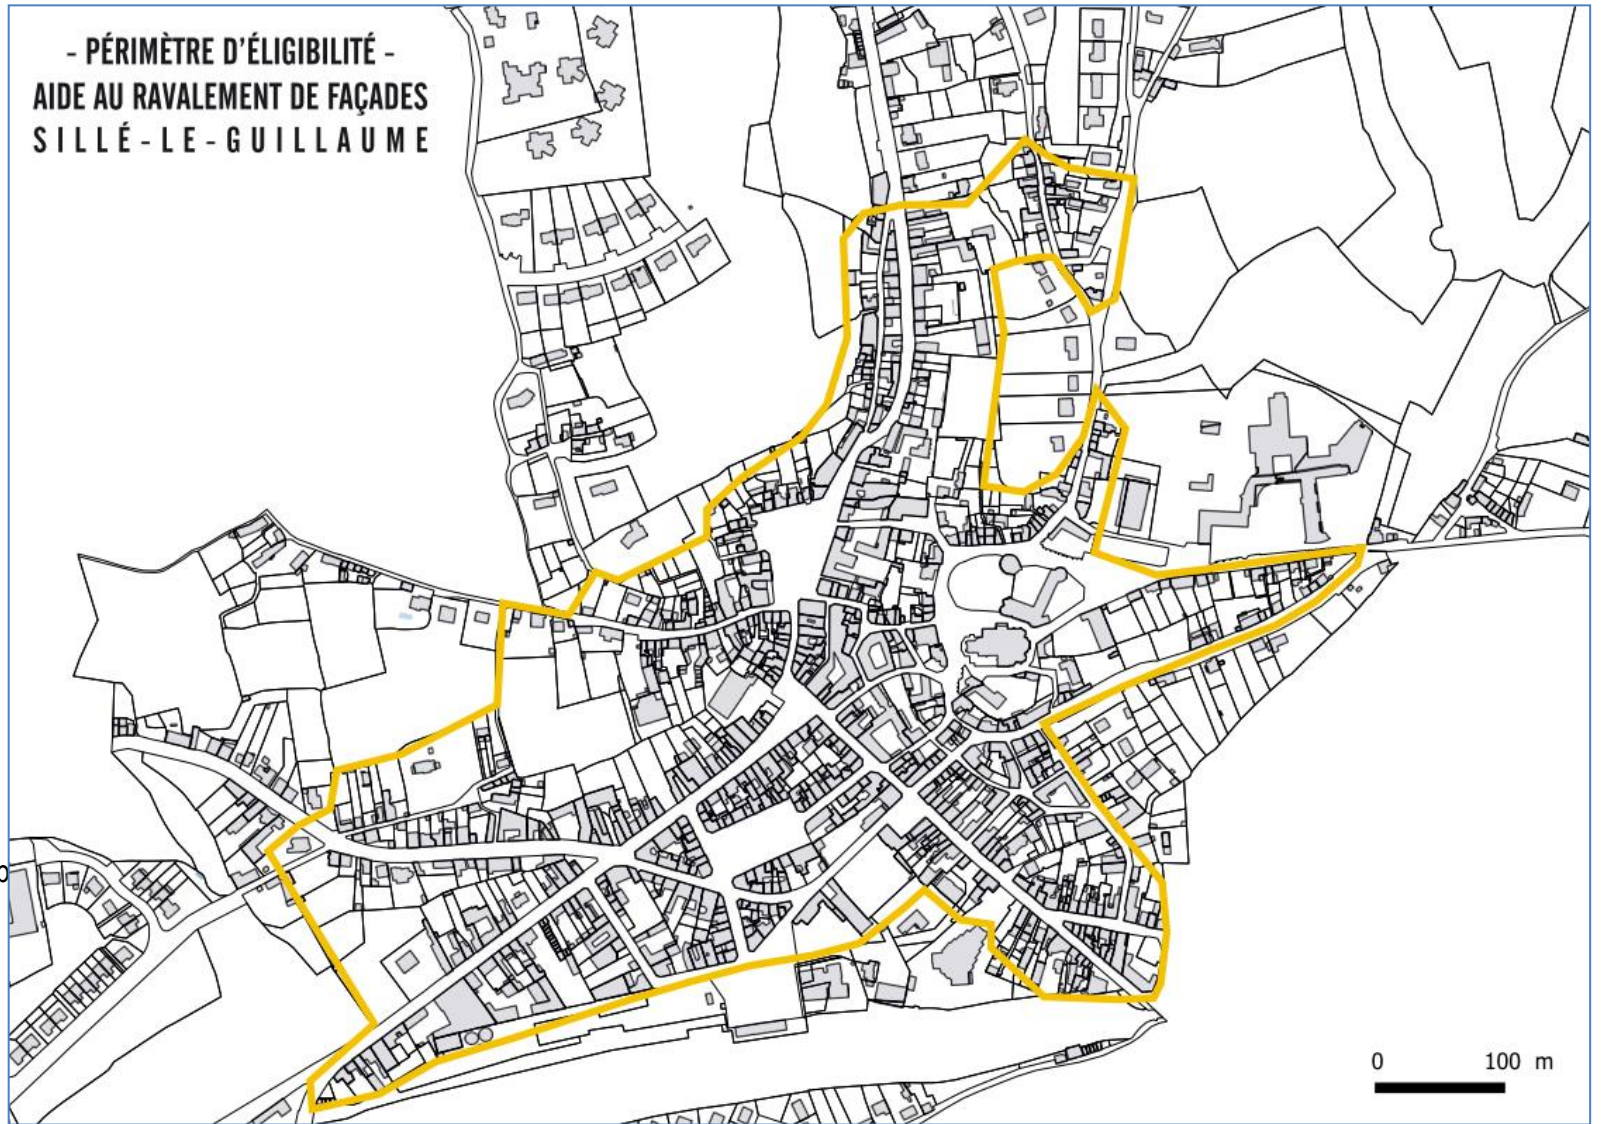 - PÉRIMÈTRE D'ÉLIGIBILITÉ -
AIDE AU RAVALEMENT DE FAÇADES
SILLÉ-LE-GUILLAUME
0 100 m